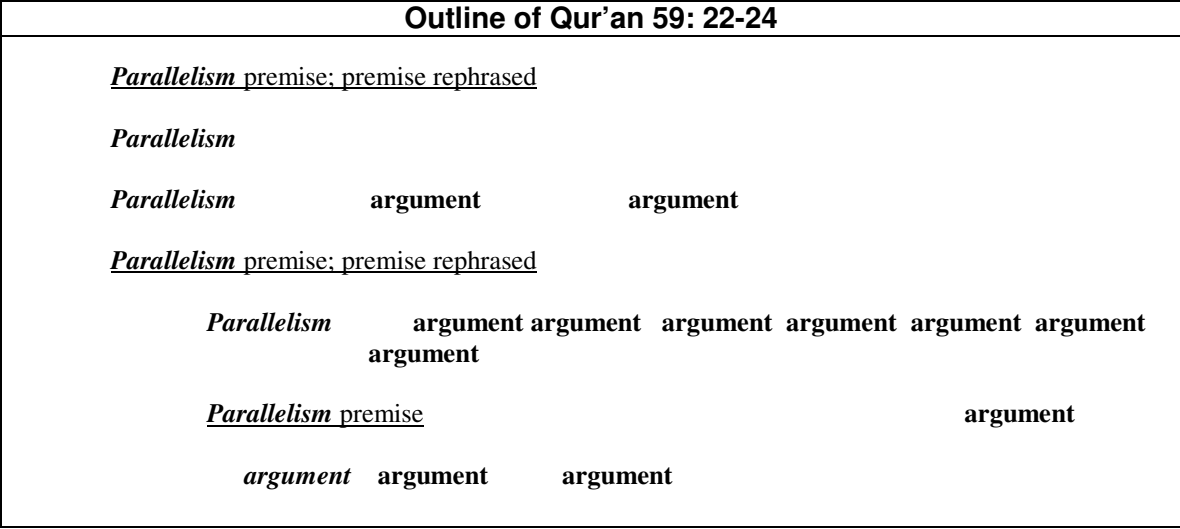 Outline of Qur’an 59: 22-24
Parallelism premise; premise rephrased
Parallelism
Parallelism argument argument
Parallelism premise; premise rephrased
Parallelism argument argument argument argument argument argument
argument
Parallelism premise argument
argument argument argument